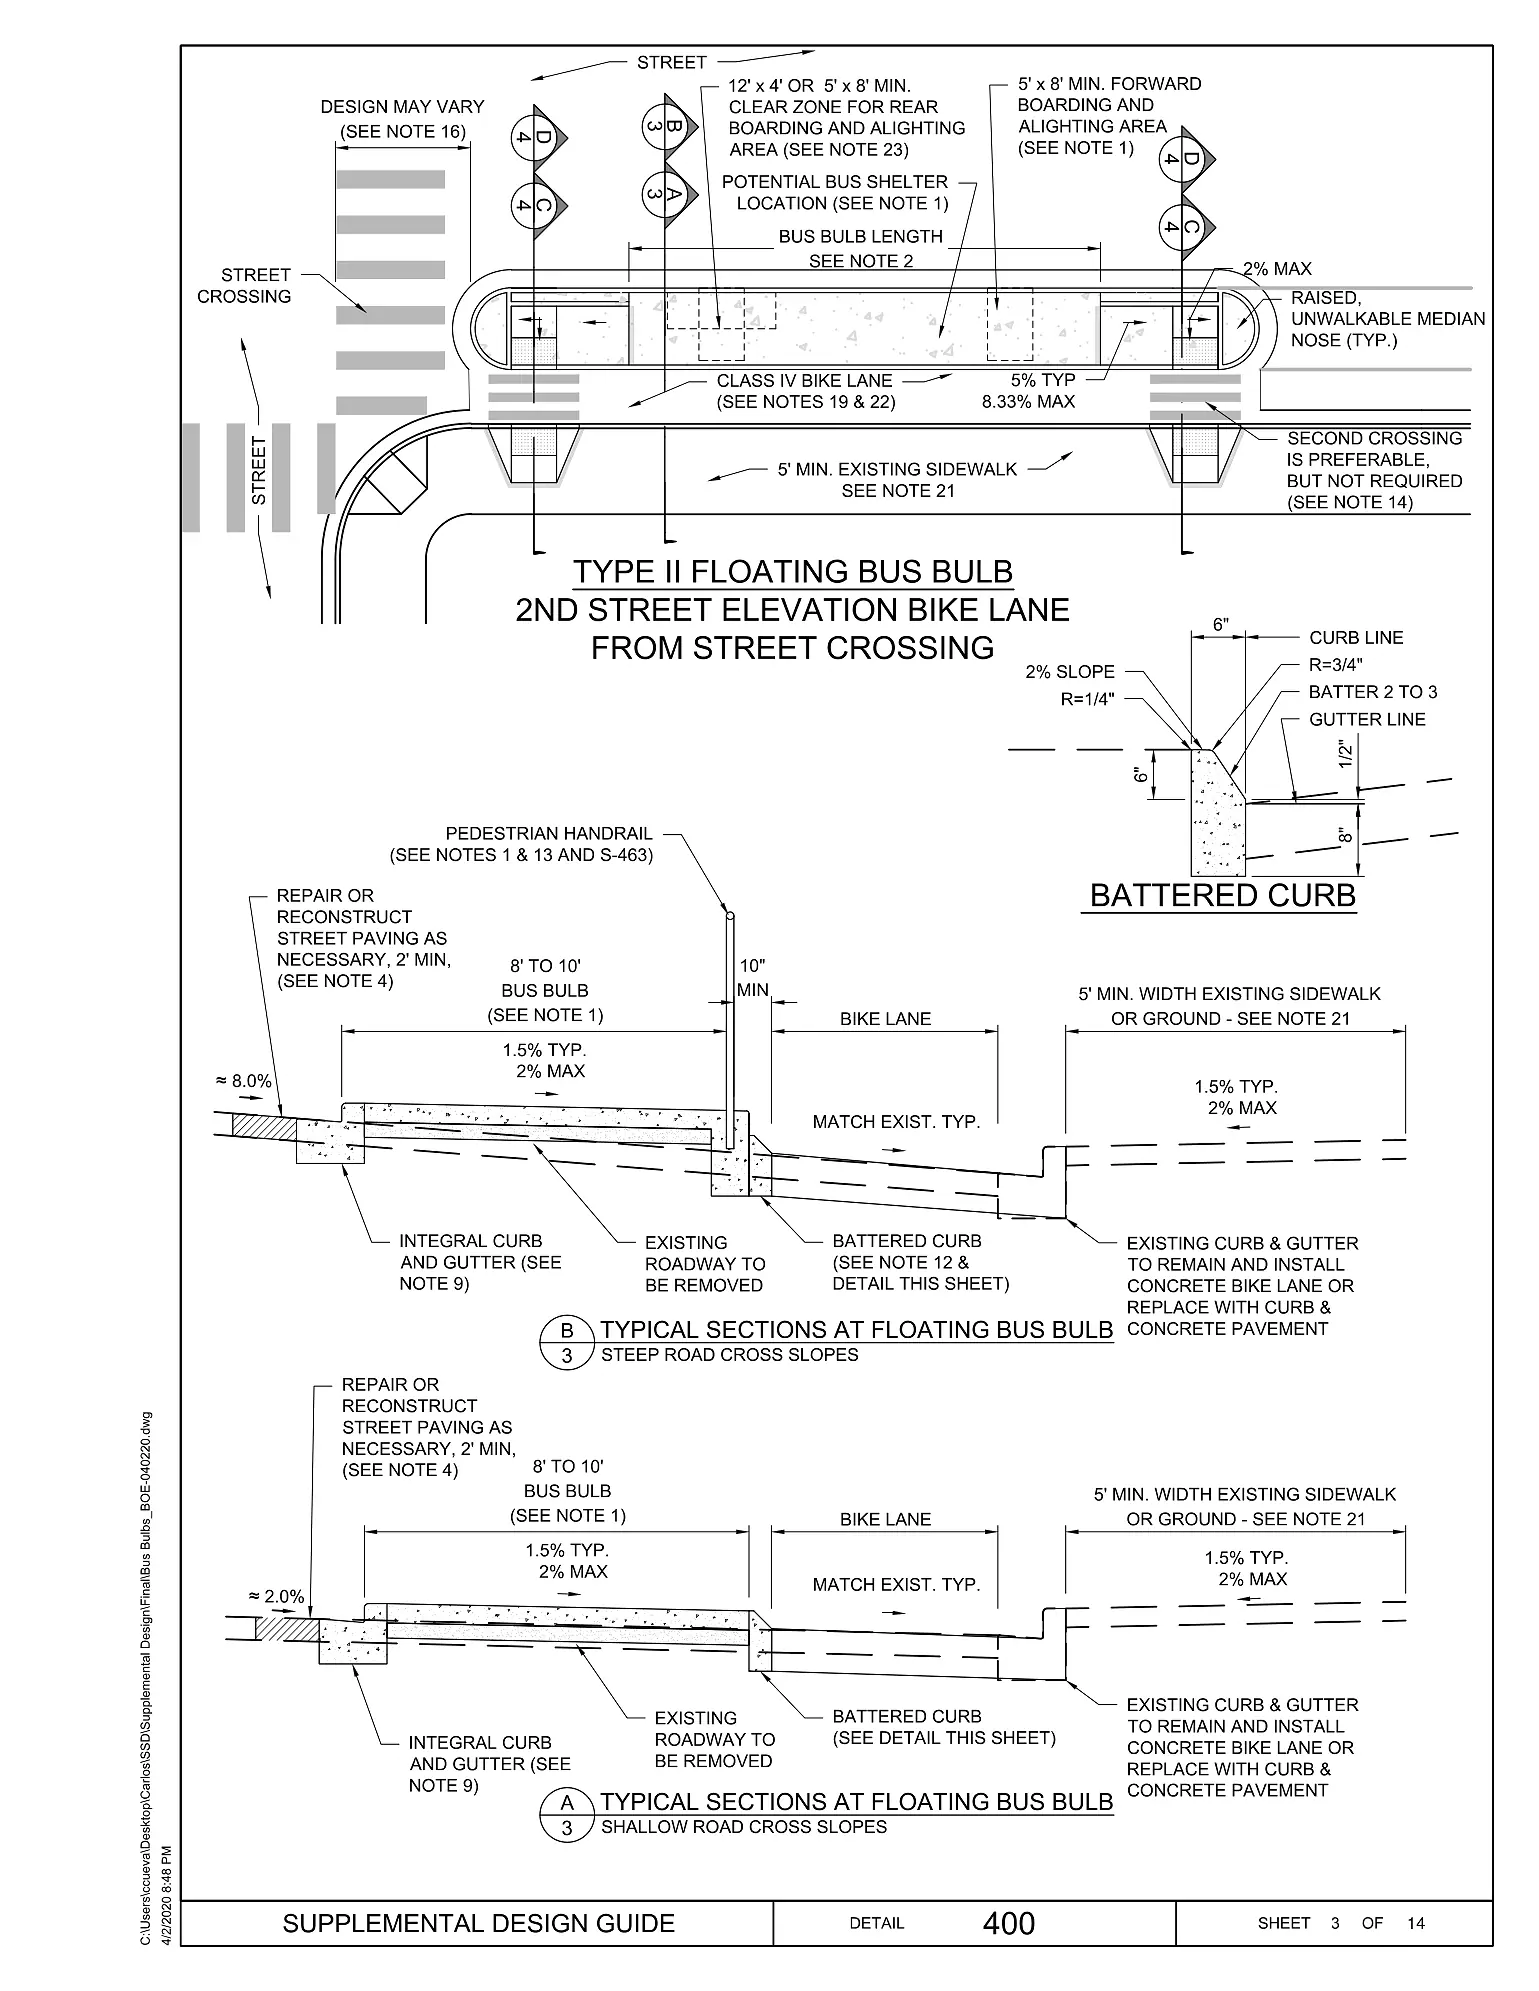 STREET
DESIGN MAY VARY
(SEE NOTE 16)
D
4
C
4
B
3
A
3
12' x 4' OR 5' x 8' MIN.
CLEAR ZONE FOR REAR
BOARDING AND ALIGHTING
AREA (SEE NOTE 23)
5' x 8' MIN. FORWARD
BOARDING AND
ALIGHTING AREA
(SEE NOTE 1)
D
4
C
4
POTENTIAL BUS SHELTER
LOCATION (SEE NOTE 1)
BUS BULB LENGTH
SEE NOTE 2
STREET
CROSSING
2% MAX
RAISED,
UNWALKABLE MEDIAN
NOSE (TYP.)
CLASS IV BIKE LANE
(SEE NOTES 19 & 22)
5% TYP
8.33% MAX
STREET
5' MIN. EXISTING SIDEWALK
SEE NOTE 21
SECOND CROSSING
IS PREFERABLE,
BUT NOT REQUIRED
(SEE NOTE 14)
TYPE II FLOATING BUS BULB
2ND STREET ELEVATION BIKE LANE
FROM STREET CROSSING
6"
CURB LINE
2% SLOPE
R=3/4"
R=1/4"
BATTER 2 TO 3
GUTTER LINE
6"
1/2"
8"
BATTERED CURB
PEDESTRIAN HANDRAIL
(SEE NOTES 1 & 13 AND S-463)
REPAIR OR
RECONSTRUCT
STREET PAVING AS
NECESSARY, 2' MIN,
(SEE NOTE 4)
8' TO 10'
BUS BULB
(SEE NOTE 1)
10"
MIN
BIKE LANE
5' MIN. WIDTH EXISTING SIDEWALK
OR GROUND - SEE NOTE 21
1.5% TYP.
2% MAX
≈ 8.0%
MATCH EXIST. TYP.
1.5% TYP.
2% MAX
INTEGRAL CURB
AND GUTTER (SEE
NOTE 9)
EXISTING
ROADWAY TO
BE REMOVED
BATTERED CURB
(SEE NOTE 12 &
DETAIL THIS SHEET)
EXISTING CURB & GUTTER
TO REMAIN AND INSTALL
CONCRETE BIKE LANE OR
REPLACE WITH CURB &
CONCRETE PAVEMENT
B
3
TYPICAL SECTIONS AT FLOATING BUS BULB
STEEP ROAD CROSS SLOPES
REPAIR OR
RECONSTRUCT
STREET PAVING AS
NECESSARY, 2' MIN,
(SEE NOTE 4)
8' TO 10'
BUS BULB
(SEE NOTE 1)
BIKE LANE
5' MIN. WIDTH EXISTING SIDEWALK
OR GROUND - SEE NOTE 21
1.5% TYP.
2% MAX
≈ 2.0%
MATCH EXIST. TYP.
1.5% TYP.
2% MAX
INTEGRAL CURB
AND GUTTER (SEE
NOTE 9)
EXISTING
ROADWAY TO
BE REMOVED
BATTERED CURB
(SEE DETAIL THIS SHEET)
EXISTING CURB & GUTTER
TO REMAIN AND INSTALL
CONCRETE BIKE LANE OR
REPLACE WITH CURB &
CONCRETE PAVEMENT
A
3
TYPICAL SECTIONS AT FLOATING BUS BULB
SHALLOW ROAD CROSS SLOPES
C:\Users\ccueva\Desktop\Carlos\SSD\Supplemental Design\Final\Bus Bulbs_BOE-040220.dwg
4/2/2020 8:48 PM
SUPPLEMENTAL DESIGN GUIDE
DETAIL 400
SHEET 3 OF 14